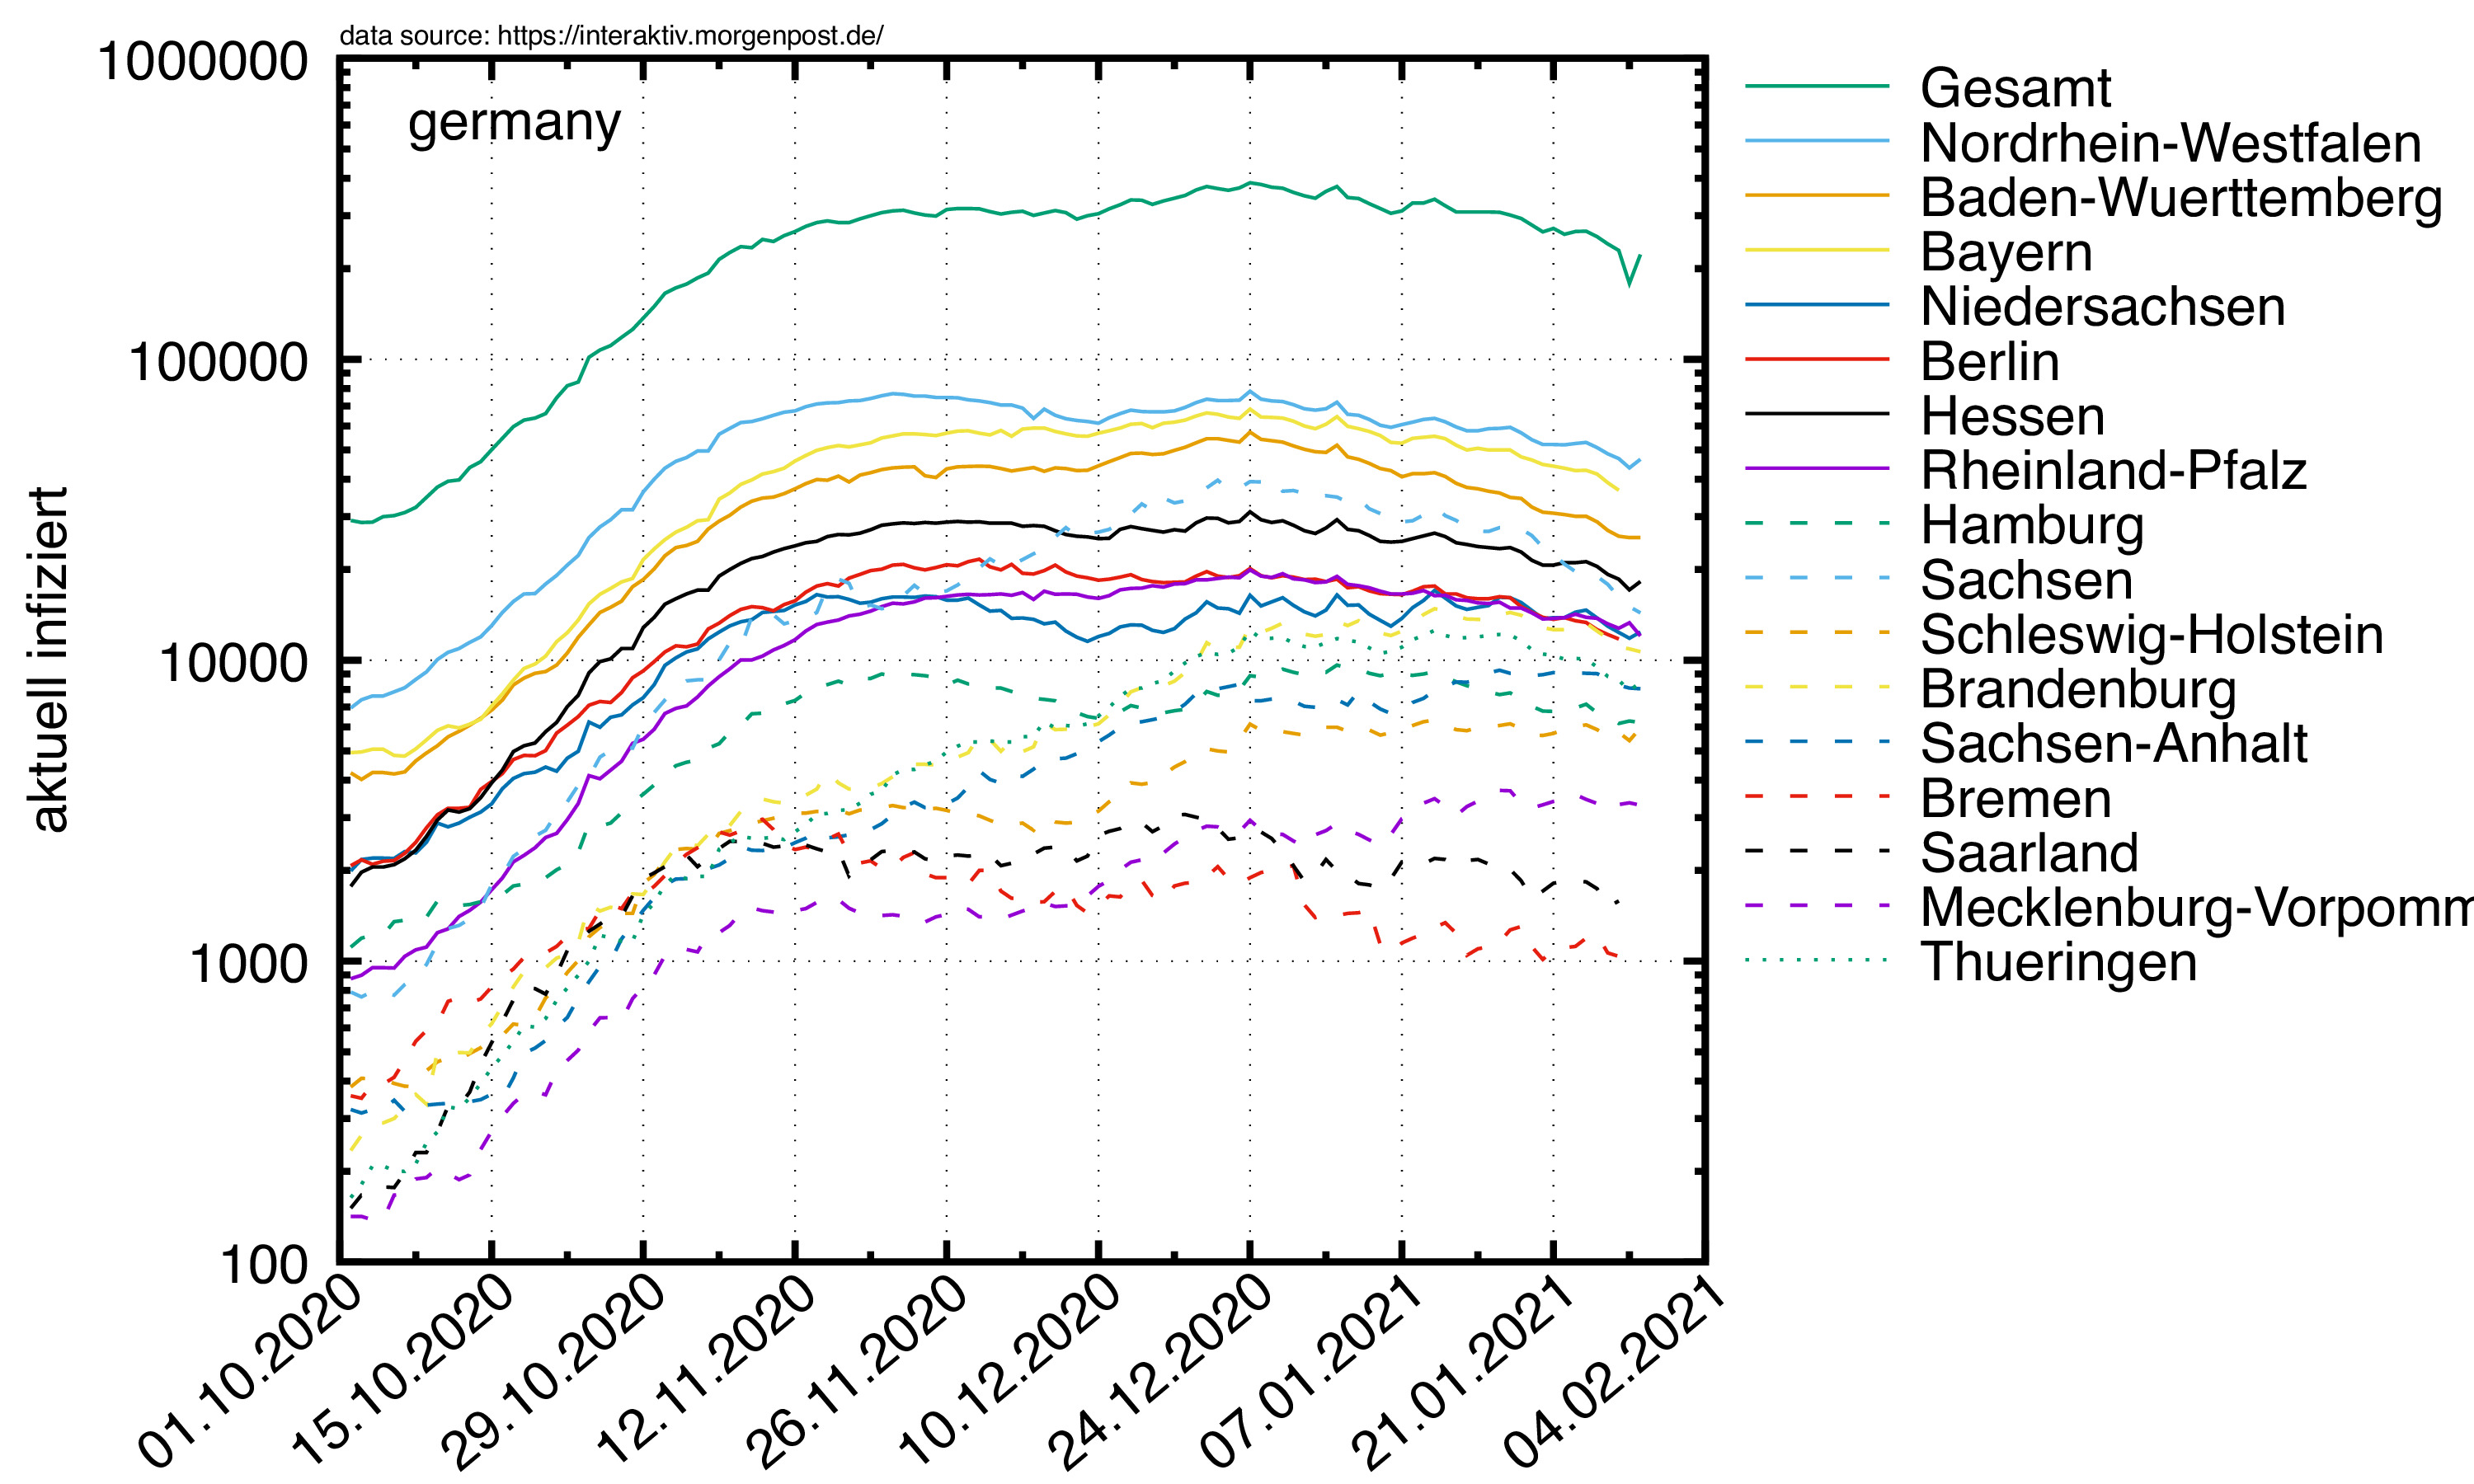 data source: https://interaktiv.morgenpost.de/
germany
aktuell infiziert
1000000
100000
10000
1000
100
01.10.2020
15.10.2020
29.10.2020
12.11.2020
26.11.2020
10.12.2020
24.12.2020
07.01.2021
21.01.2021
04.02.2021
Gesamt
Nordrhein-Westfalen
Baden-Wuerttemberg
Bayern
Niedersachsen
Berlin
Hessen
Rheinland-Pfalz
Hamburg
Sachsen
Schleswig-Holstein
Brandenburg
Sachsen-Anhalt
Bremen
Saarland
Mecklenburg-Vorpomm
Thueringen